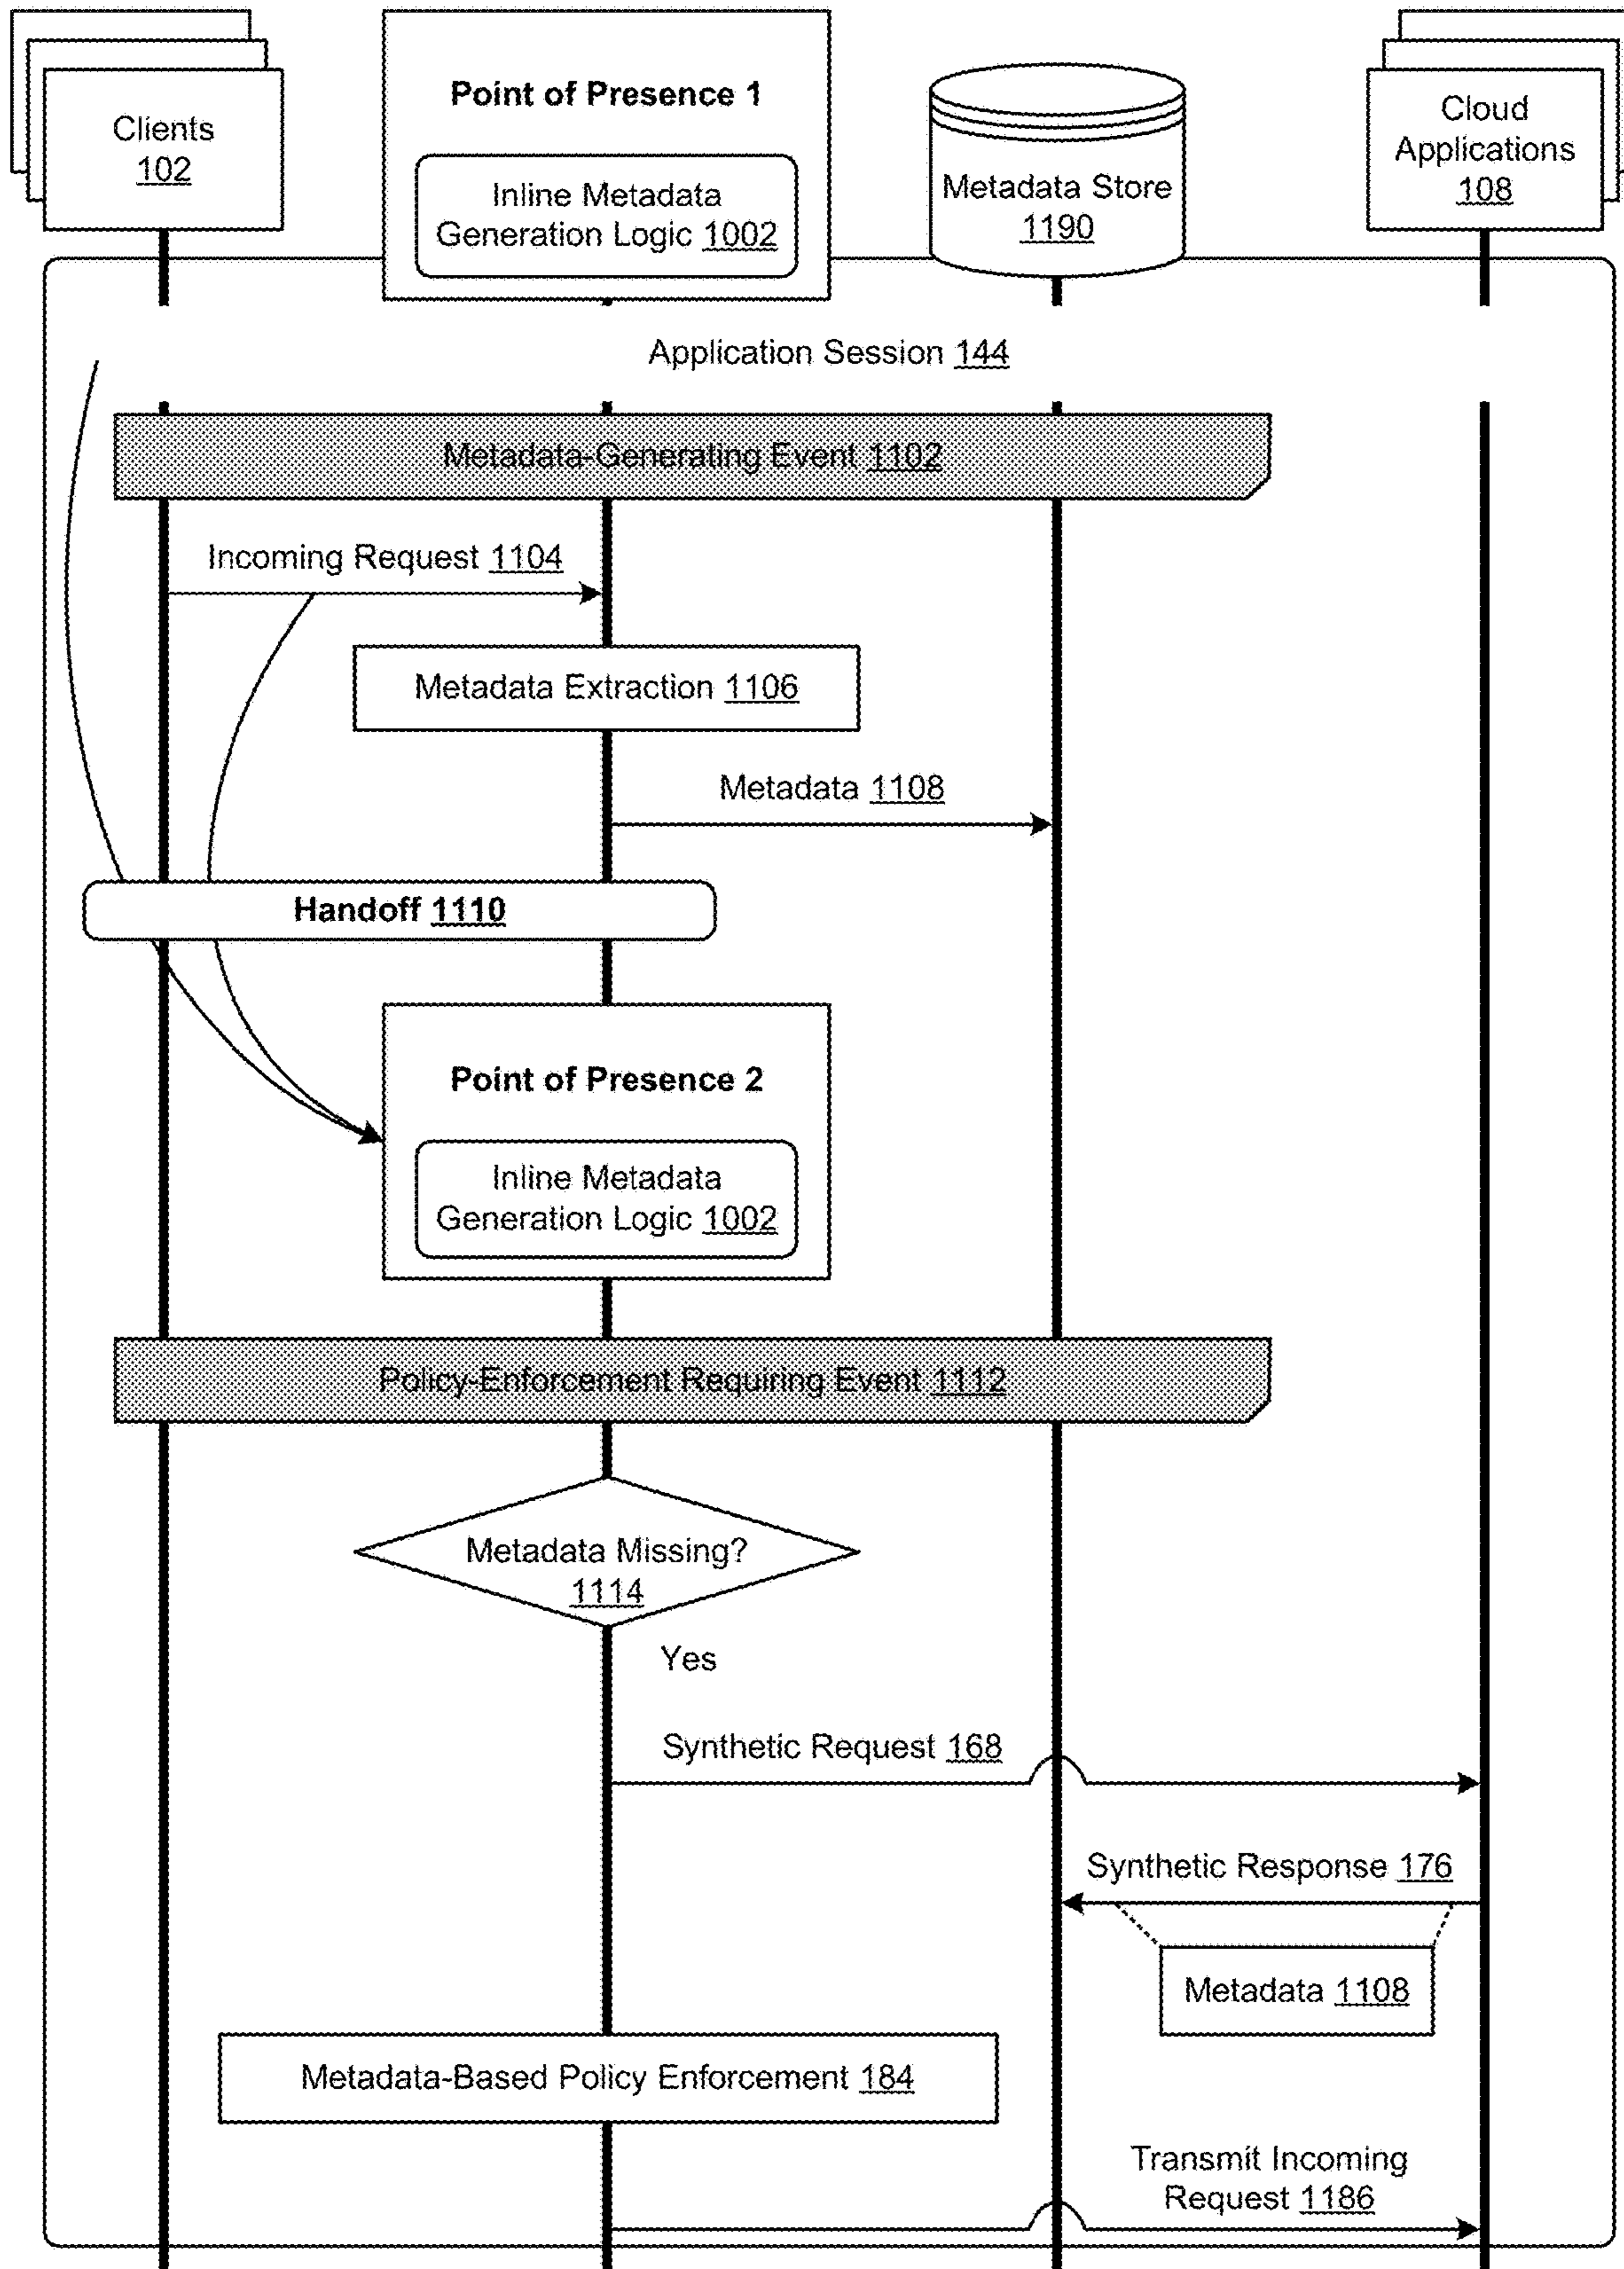 Clients
102
Point of Presence 1
Inline Metadata
Generation Logic 1002
Metadata Store
1190
Cloud
Applications
108
Application Session 144
Metadata-Generating Event 1102
Incoming Request 1104
Metadata Extraction 1106
Metadata 1108
Handoff 1110
Point of Presence 2
Inline Metadata
Generation Logic 1002
Policy-Enforcement Requiring Event 1112
Metadata Missing?
1114
Yes
Synthetic Request 168
Synthetic Response 176
Metadata 1108
Metadata-Based Policy Enforcement 184
Transmit Incoming
Request 1186